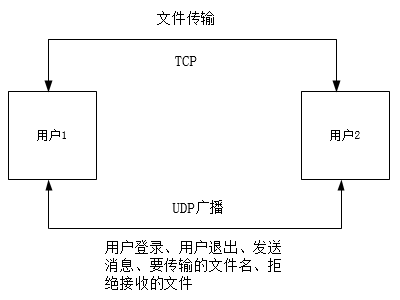 文件传输
TCP
用户1
用户2
UDP广播
用户登录、用户退出、发送
消息、要传输的文件名、拒
绝接收的文件